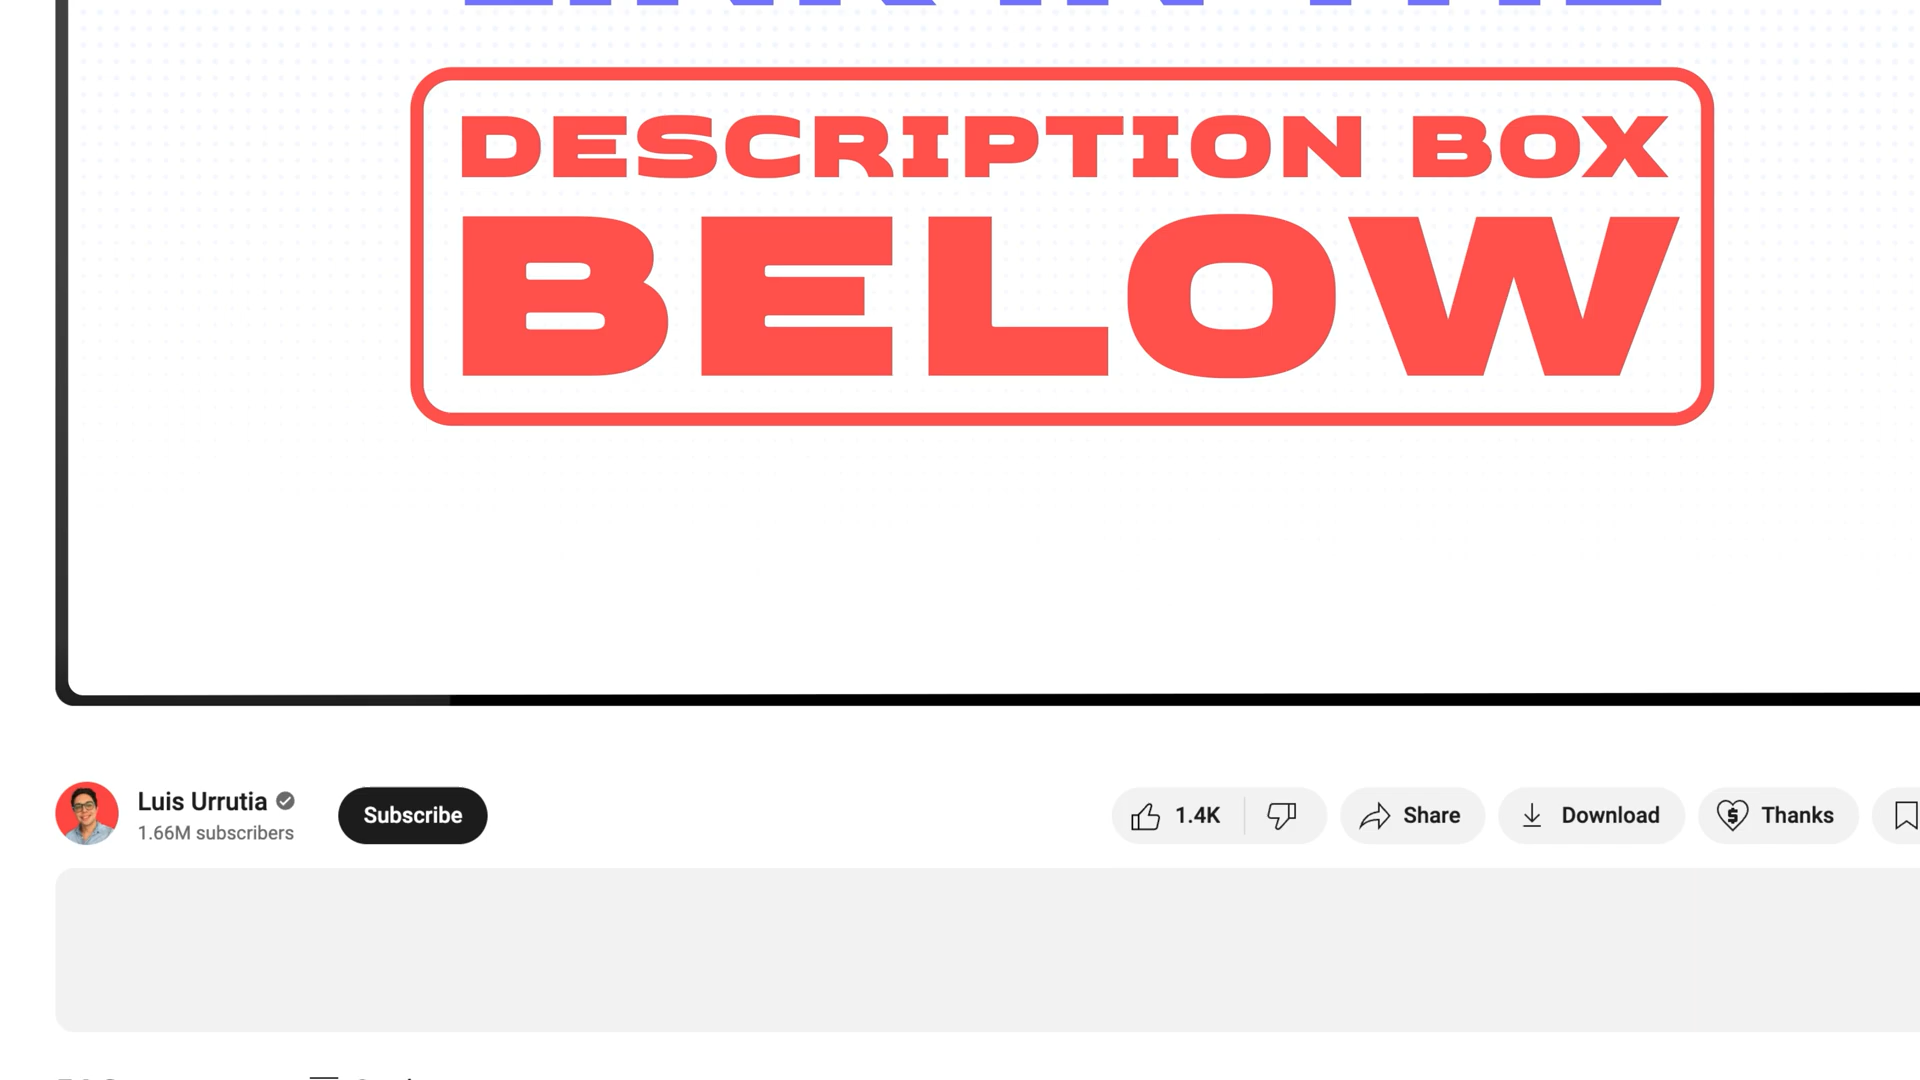 DESCRIPTION BOX
BELOW
Luis Urrutia
1.66M subscribers
Subscribe
1.4K
Share
Download
Thanks